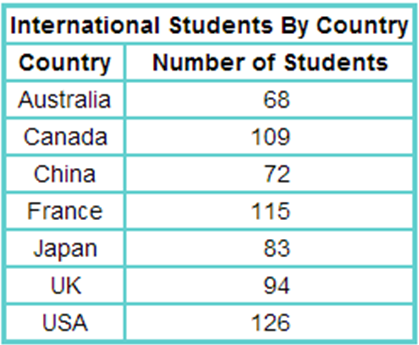 International Students By Country
Country Number of Students
Australia 68
Canada 109
China 72
France 115
Japan 83
UK 94
USA 126